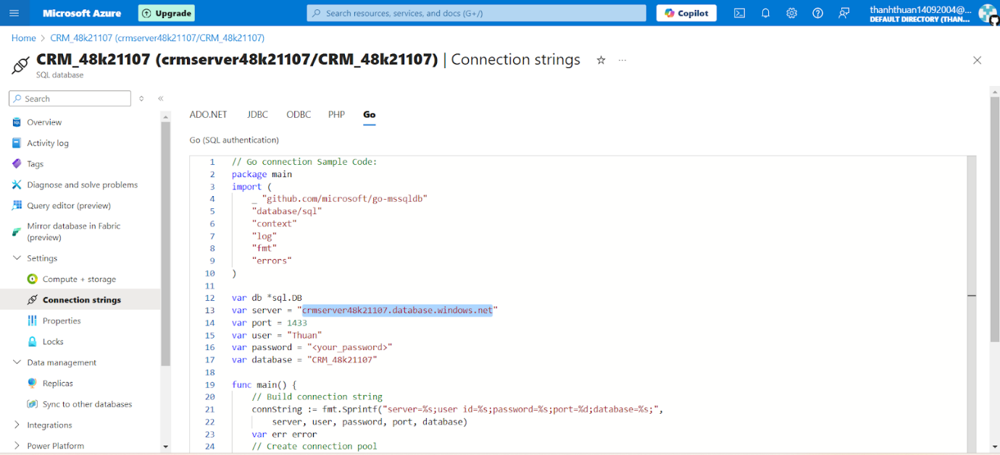 Microsoft Azure
Upgrade
Search resources, services, and docs (G+/)
Copilot
thanhthuan14092004@...
DEFAULT DIRECTORY (THAN...
Home > CRM_48k21107 (crmserver48k21107/CRM_48k21107)
CRM_48k21107 (crmserver48k21107/CRM_48k21107) | Connection strings
SQL database
Search
Overview
Activity log
Tags
Diagnose and solve problems
Query editor (preview)
Mirror database in Fabric
(preview)
Settings
Compute + storage
Connection strings
Properties
Locks
Data management
Replicas
Sync to other databases
Integrations
Power Platform
ADO.NET JDBC ODBC PHP Go
Go (SQL authentication)
1 // Go connection Sample Code:
2 package main
3 import (
4 _ "github.com/microsoft/go-mssqldb"
5 "database/sql"
6 "context"
7 "log"
8 "fmt"
9 "errors"
10 )
11
12 var db *sql.DB
13 var server = "crmserver48k21107.database.windows.net"
14 var port = 1433
15 var user = "Thuan"
16 var password = "<your_password>"
17 var database = "CRM_48k21107"
18
19 func main() {
20 // Build connection string
21 connString := fmt.Sprintf("server=%s;user id=%s;password=%s;port=%d;database=%s;",
22 server, user, password, port, database)
23 var err error
24 // Create connection pool